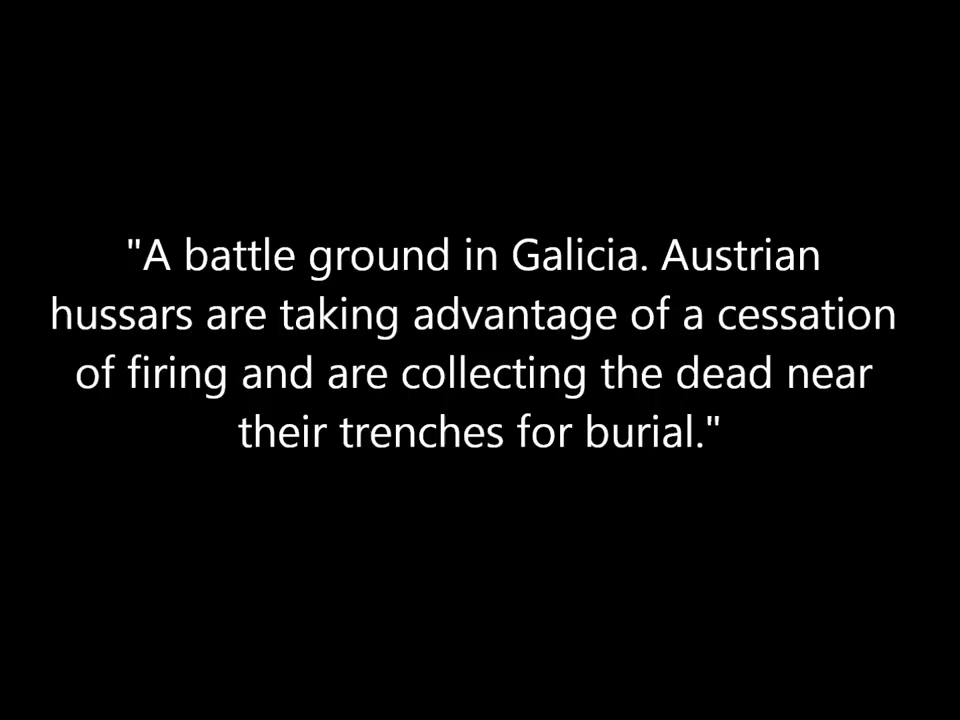 "A battle ground in Galicia. Austrian
hussars are taking advantage of a cessation
of firing and are collecting the dead near
their trenches for burial."